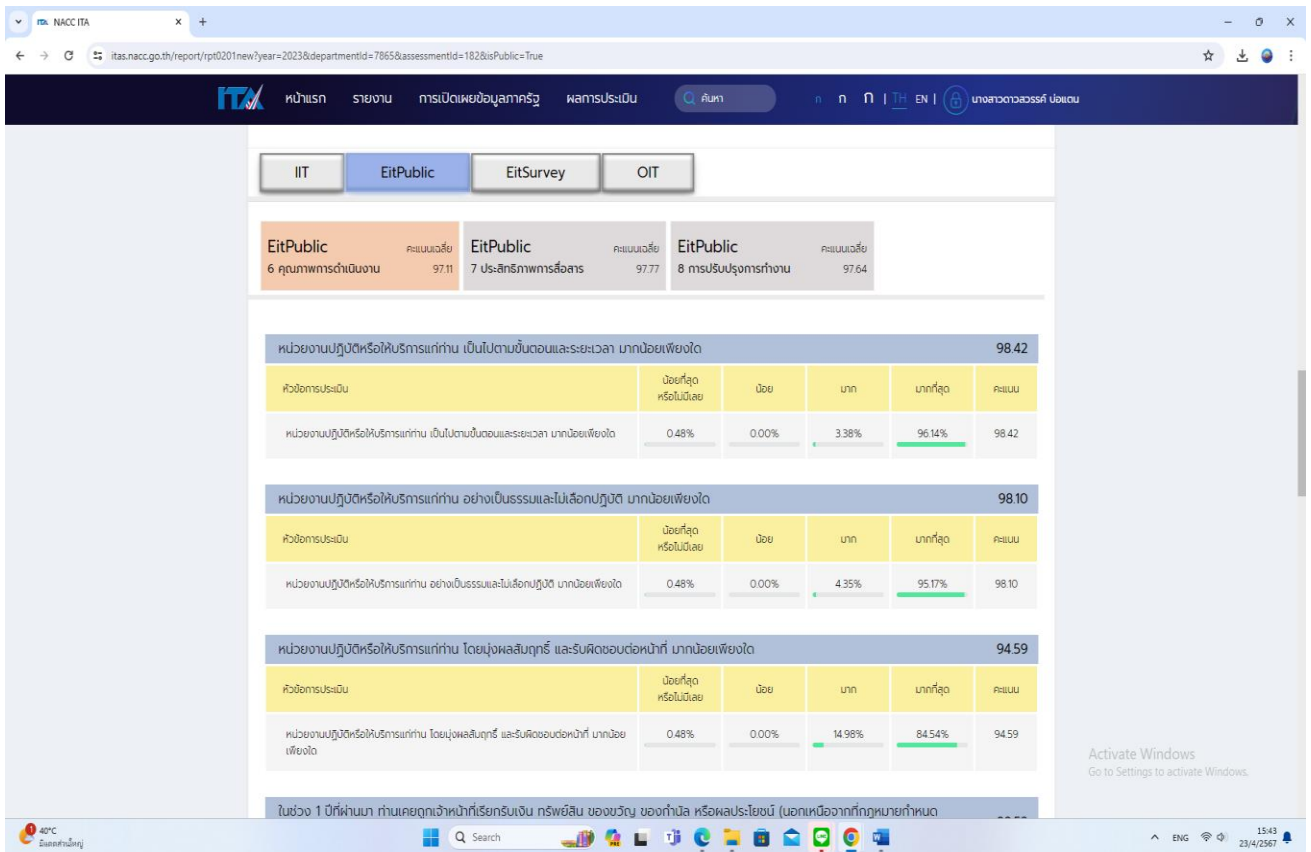 NACC ITA
itas.nacc.go.th/report/rpt0201new?year=2023&departmentId=7865&assessmentId=182&isPublic=True
ITA หน้าแรก รายงาน การเปิดเผยข้อมูลภาครัฐ ผลการประเมิน ค้นหา ก ก ก | TH EN | นางสาวดาวสวรรค์ บ่อแตน
IIT EitPublic EitSurvey OIT
EitPublic คะแนนเฉลี่ย EitPublic คะแนนเฉลี่ย EitPublic คะแนนเฉลี่ย
6 คุณภาพการดำเนินงาน 97.11 7 ประสิทธิภาพการสื่อสาร 97.77 8 การปรับปรุงการทำงาน 97.64
หน่วยงานปฏิบัติหรือให้บริการแก่ท่าน เป็นไปตามขั้นตอนและระยะเวลา มากน้อยเพียงใด 98.42
หัวข้อการประเมิน น้อยที่สุด หรือไม่มีเลย น้อย มาก มากที่สุด คะแนน
หน่วยงานปฏิบัติหรือให้บริการแก่ท่าน เป็นไปตามขั้นตอนและระยะเวลา มากน้อยเพียงใด 0.48% 0.00% 3.38% 96.14% 98.42
หน่วยงานปฏิบัติหรือให้บริการแก่ท่าน อย่างเป็นธรรมและไม่เลือกปฏิบัติ มากน้อยเพียงใด 98.10
หัวข้อการประเมิน น้อยที่สุด หรือไม่มีเลย น้อย มาก มากที่สุด คะแนน
หน่วยงานปฏิบัติหรือให้บริการแก่ท่าน อย่างเป็นธรรมและไม่เลือกปฏิบัติ มากน้อยเพียงใด 0.48% 0.00% 4.35% 95.17% 98.10
หน่วยงานปฏิบัติหรือให้บริการแก่ท่าน โดยมุ่งผลสัมฤทธิ์ และรับผิดชอบต่อหน้าที่ มากน้อยเพียงใด 94.59
หัวข้อการประเมิน น้อยที่สุด หรือไม่มีเลย น้อย มาก มากที่สุด คะแนน
หน่วยงานปฏิบัติหรือให้บริการแก่ท่าน โดยมุ่งผลสัมฤทธิ์ และรับผิดชอบต่อหน้าที่ มากน้อย 0.48% 0.00% 14.98% 84.54% 94.59
เพียงใด
Activate Windows
Go to Settings to activate Windows.
ในช่วง 1 ปีที่ผ่านมา ท่านเคยถูกเจ้าหน้าที่เรียกรับเงิน ทรัพย์สิน ของขวัญ ของกำนัล หรือผลประโยชน์ (นอกเหนือจากที่กฎหมายกำหนด
40°C Search ENG 15:43
มีแดดส่วนใหญ่ 23/4/2567